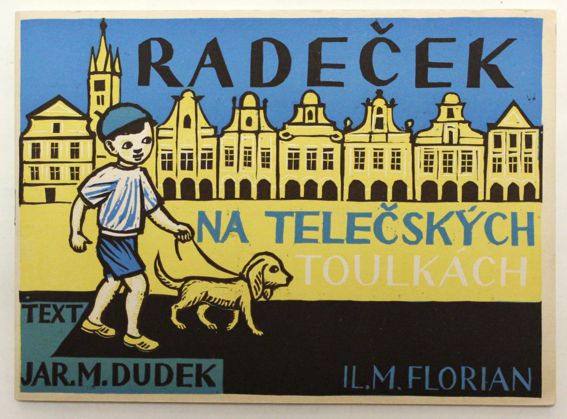 RADEČEK
NA TELEČSKÝCH
TOULKÁCH
TEXT
JAR.M.DUDEK
IL.M.FLORIAN